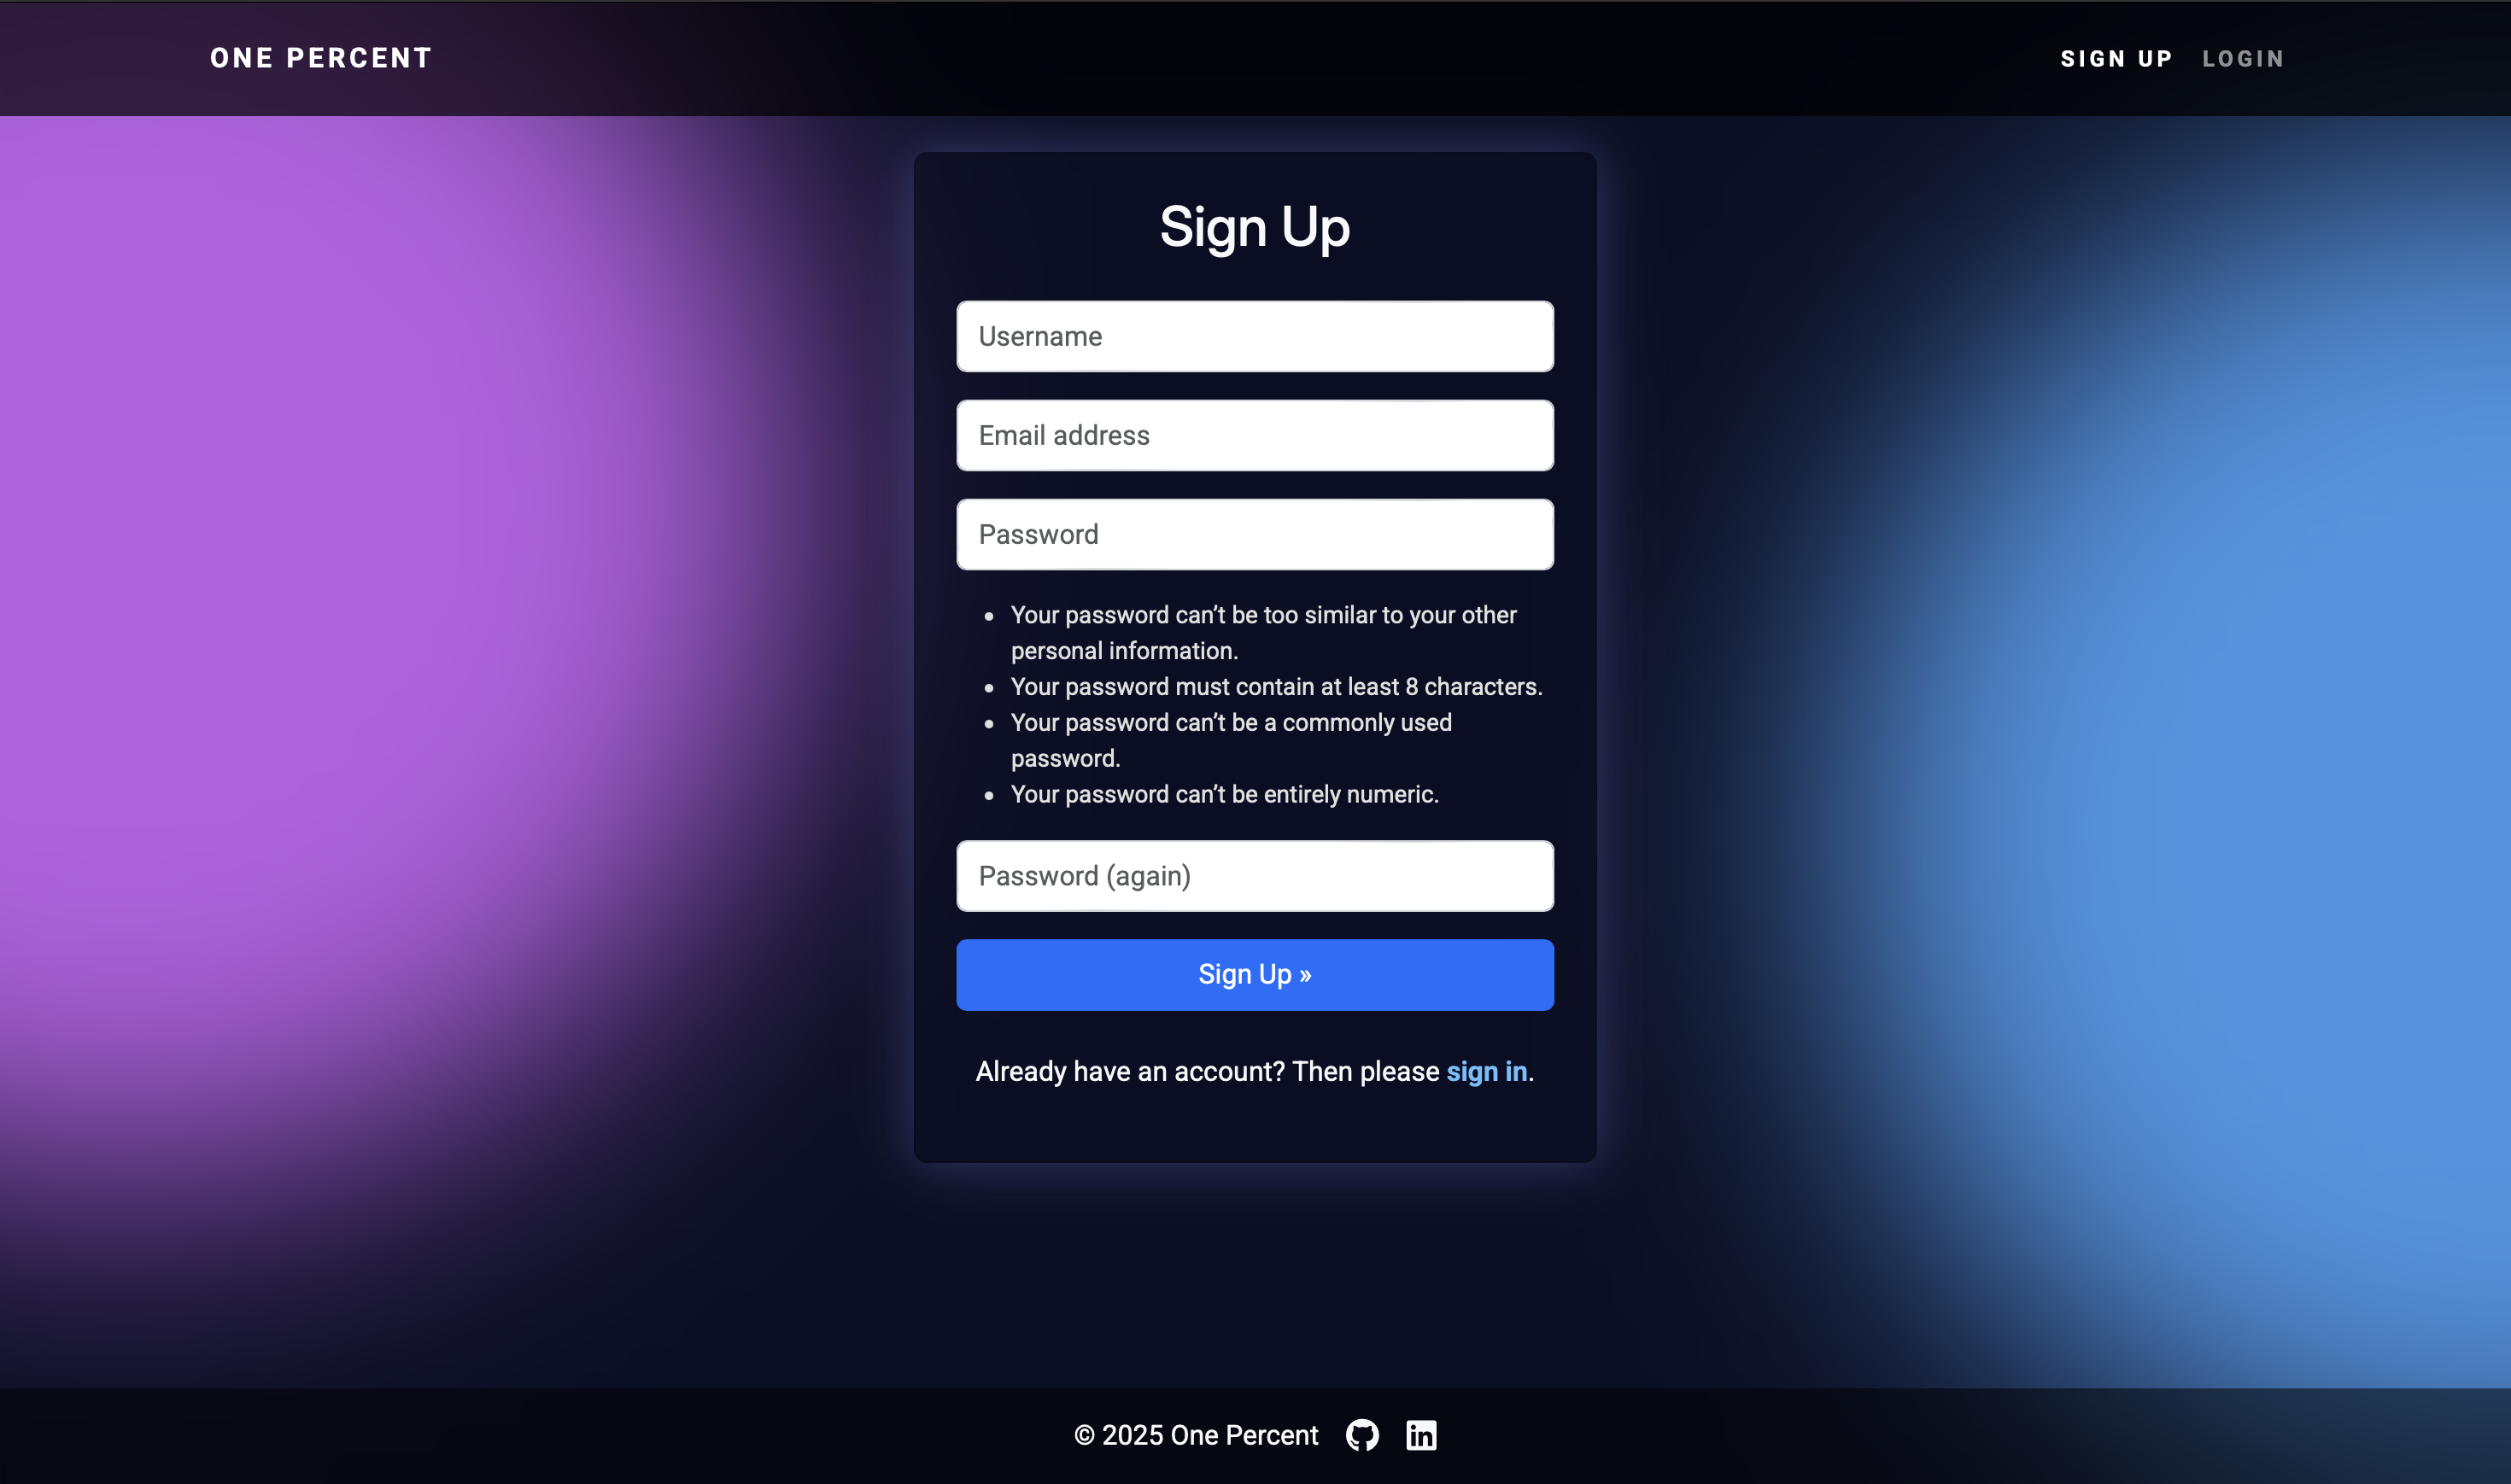 ONE PERCENT
SIGN UP LOGIN
Sign Up
Username
Email address
Password
• Your password can’t be too similar to your other
personal information.
• Your password must contain at least 8 characters.
• Your password can’t be a commonly used
password.
• Your password can’t be entirely numeric.
Password (again)
Sign Up »
Already have an account? Then please sign in.
© 2025 One Percent in